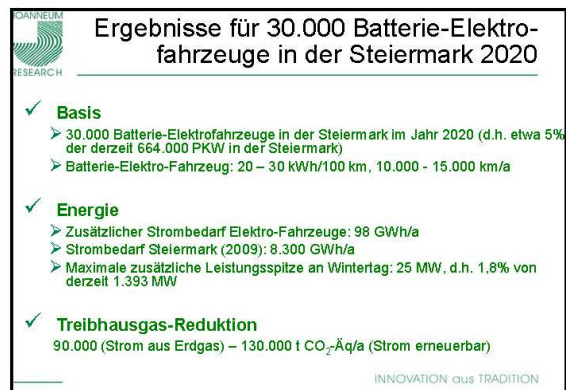 JOANNEUM
RESEARCH
Ergebnisse für 30.000 Batterie-Elektro-
fahrzeuge in der Steiermark 2020
Basis
30.000 Batterie-Elektrofahrzeuge in der Steiermark im Jahr 2020 (d.h. etwa 5%
der derzeit 664.000 PKW in der Steiermark)
Batterie-Elektro-Fahrzeug: 20 – 30 kWh/100 km, 10.000 - 15.000 km/a
Energie
Zusätzlicher Strombedarf Elektro-Fahrzeuge: 98 GWh/a
Strombedarf Steiermark (2009): 8.300 GWh/a
Maximale zusätzliche Leistungsspitze an Wintertag: 25 MW, d.h. 1,8% von
derzeit 1.393 MW
Treibhausgas-Reduktion
90.000 (Strom aus Erdgas) – 130.000 t CO₂-Äq/a (Strom erneuerbar)
INNOVATION aus TRADITION